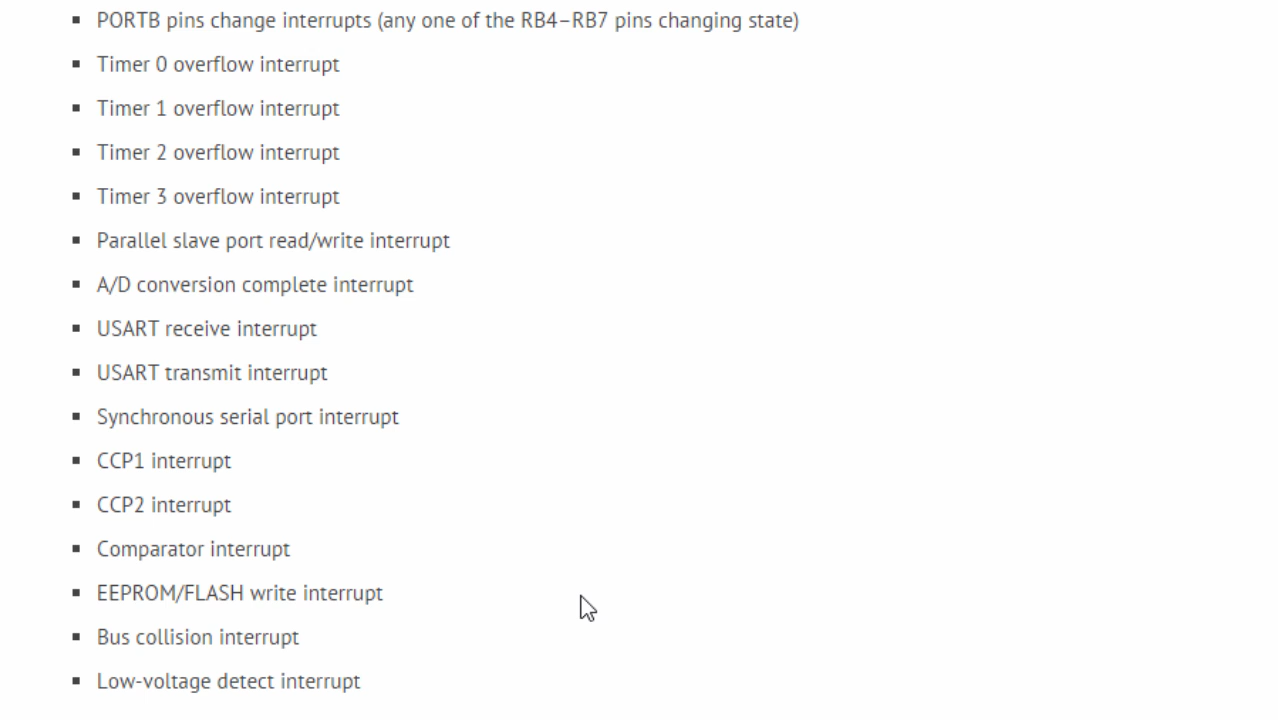 PORTB pins change interrupts (any one of the RB4–RB7 pins changing state)
Timer 0 overflow interrupt
Timer 1 overflow interrupt
Timer 2 overflow interrupt
Timer 3 overflow interrupt
Parallel slave port read/write interrupt
A/D conversion complete interrupt
USART receive interrupt
USART transmit interrupt
Synchronous serial port interrupt
CCP1 interrupt
CCP2 interrupt
Comparator interrupt
EEPROM/FLASH write interrupt
Bus collision interrupt
Low-voltage detect interrupt